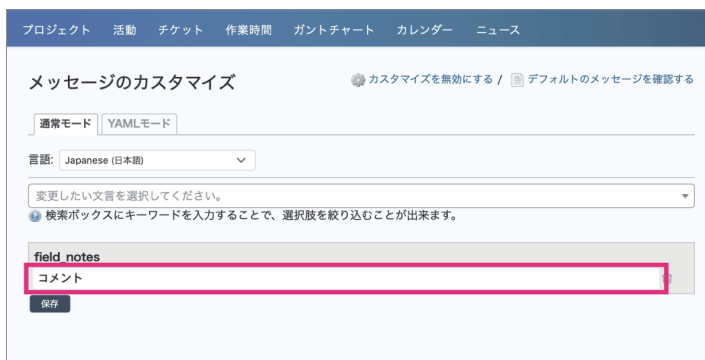 プロジェクト 活動 チケット 作業時間 ガントチャート カレンダー ニュース
メッセージのカスタマイズ
カスタマイズを無効にする / デフォルトのメッセージを確認する
通常モード YAMLモード
言語: Japanese (日本語)
変更したい文言を選択してください。
検索ボックスにキーワードを入力することで、選択肢を絞り込むことが出来ます。
field_notes
コメント
保存